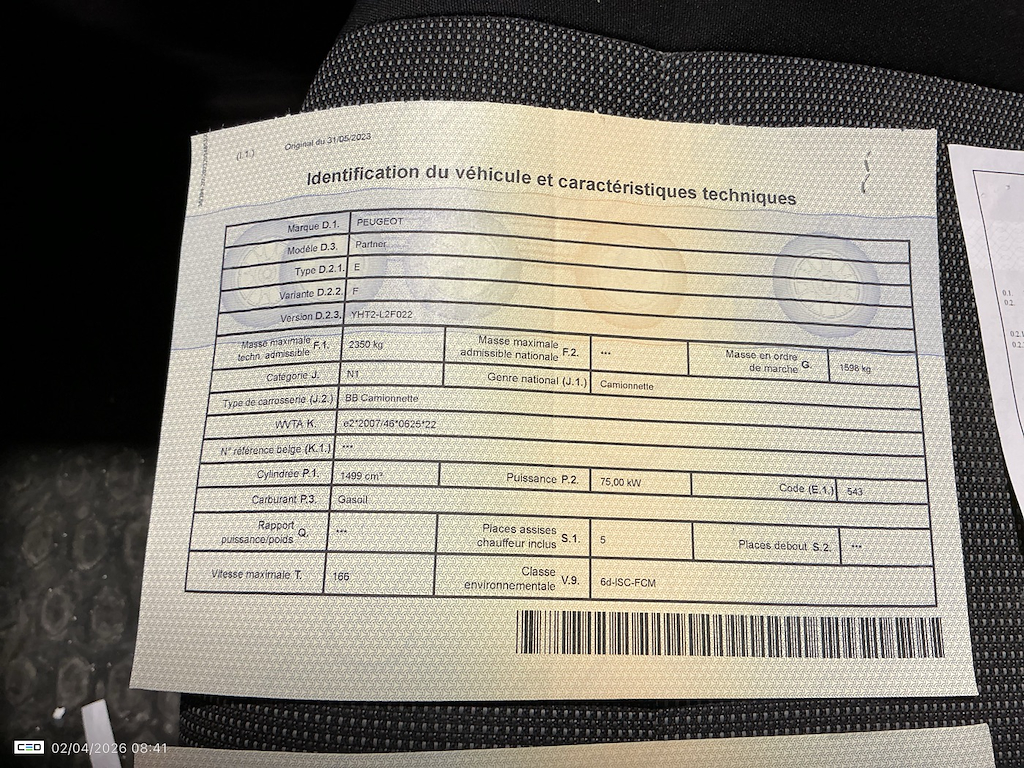 (I.1.)
Original du 31/05/2023
Identification du véhicule et caractéristiques techniques
Marque D.1. PEUGEOT
Modèle D.3. Partner
Type D.2.1. E
Variante D.2.2. F
Version D.2.3. YHT2-L2F022
Masse maximale techn. admissible F.1. 2350 kg Masse maximale admissible nationale F.2. *** Masse en ordre de marche G. 1598 kg
Catégorie J. N1 Genre national (J.1.) Camionnette
Type de carrosserie (J.2.) BB Camionnette
WVTA K. e2*2007/46*0625*22
N° référence belge (K.1.) ***
Cylindrée P.1. 1499 cm³ Puissance P.2. 75,00 kW Code (E.1.) 543
Carburant P.3. Gasoil
Rapport puissance/poids Q. *** Places assises chauffeur inclus S.1. 5 Places debout S.2. ***
Vitesse maximale T. 166 Classe environnementale V.9. 6d-ISC-FCM
0.1.
0.2.
CEO 02/04/2026 08:41